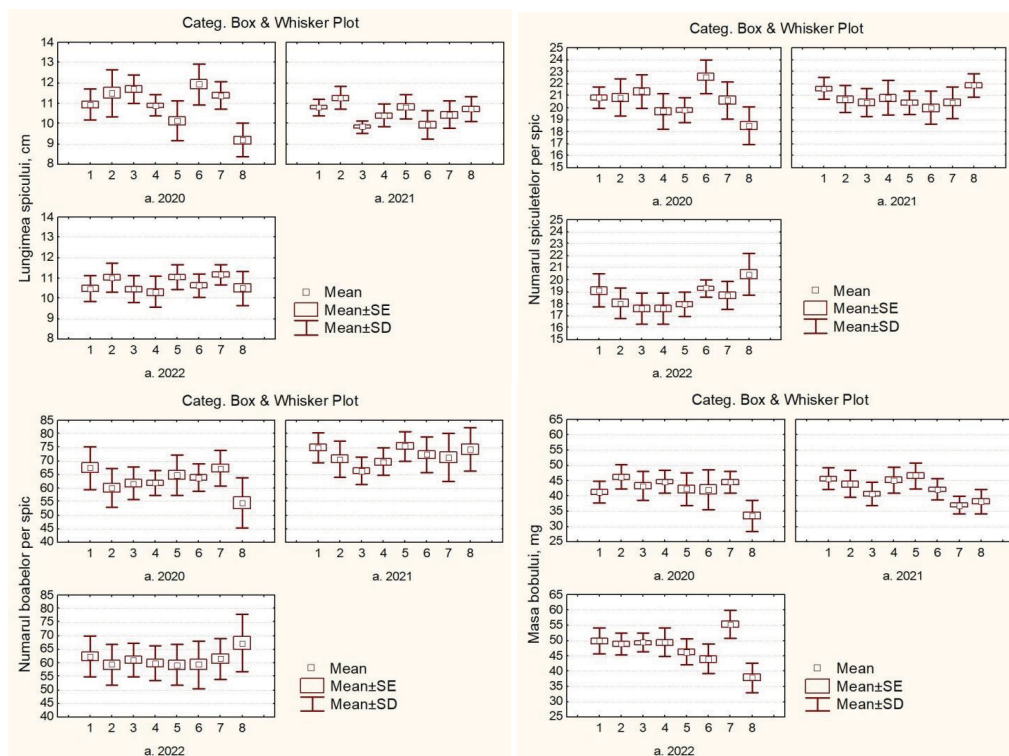 Categ. Box & Whisker Plot
Lungimea spicului, cm
14
13
12
11
10
9
8
1 2 3 4 5 6 7 8
a. 2020
1 2 3 4 5 6 7 8
a. 2021
14
13
12
11
10
9
8
1 2 3 4 5 6 7 8
a. 2022
Mean
Mean±SE
Mean±SD
Categ. Box & Whisker Plot
Numarul spiculetelor per spic
25
24
23
22
21
20
19
18
17
16
15
1 2 3 4 5 6 7 8
a. 2020
1 2 3 4 5 6 7 8
a. 2021
25
24
23
22
21
20
19
18
17
16
15
1 2 3 4 5 6 7 8
a. 2022
Mean
Mean±SE
Mean±SD
Categ. Box & Whisker Plot
Numarul boabelor per spic
85
80
75
70
65
60
55
50
45
40
1 2 3 4 5 6 7 8
a. 2020
1 2 3 4 5 6 7 8
a. 2021
85
80
75
70
65
60
55
50
45
40
1 2 3 4 5 6 7 8
a. 2022
Mean
Mean±SE
Mean±SD
Categ. Box & Whisker Plot
Masa bobului, mg
65
60
55
50
45
40
35
30
25
1 2 3 4 5 6 7 8
a. 2020
1 2 3 4 5 6 7 8
a. 2021
65
60
55
50
45
40
35
30
25
1 2 3 4 5 6 7 8
a. 2022
Mean
Mean±SE
Mean±SD